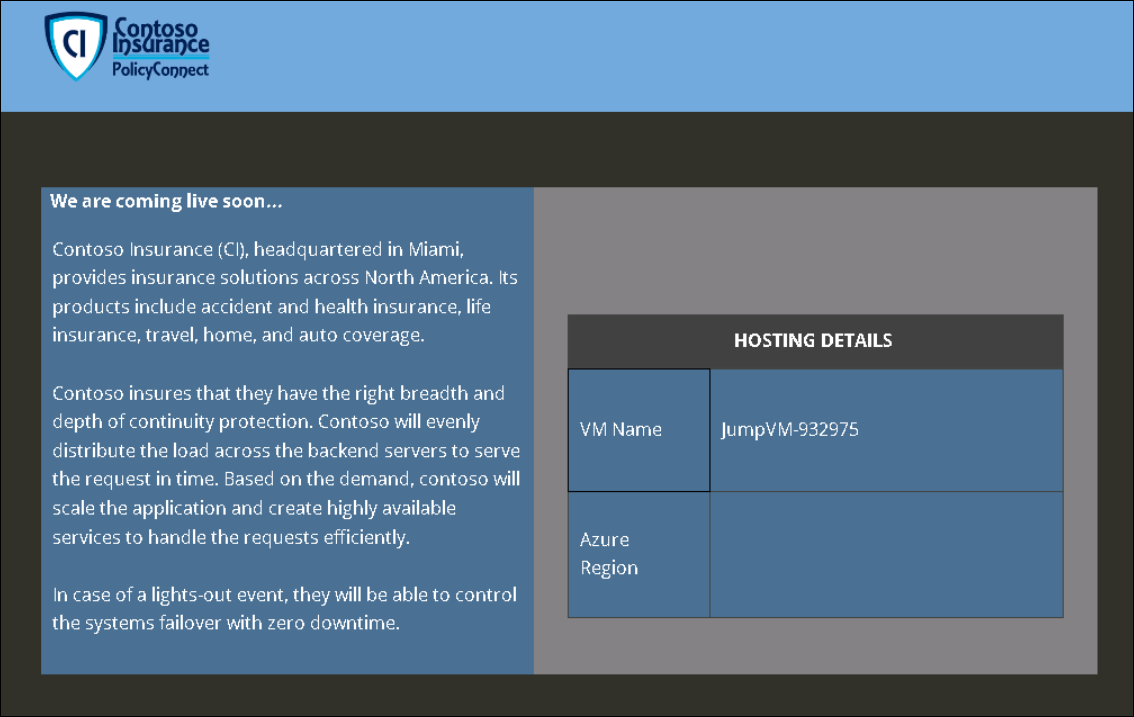 CI
Contoso
Insurance
PolicyConnect
We are coming live soon...
Contoso Insurance (CI), headquartered in Miami,
provides insurance solutions across North America. Its
products include accident and health insurance, life
insurance, travel, home, and auto coverage.
Contoso insures that they have the right breadth and
depth of continuity protection. Contoso will evenly
distribute the load across the backend servers to serve
the request in time. Based on the demand, contoso will
scale the application and create highly available
services to handle the requests efficiently.
In case of a lights-out event, they will be able to control
the systems failover with zero downtime.
HOSTING DETAILS
VM Name JumpVM-932975
Azure
Region